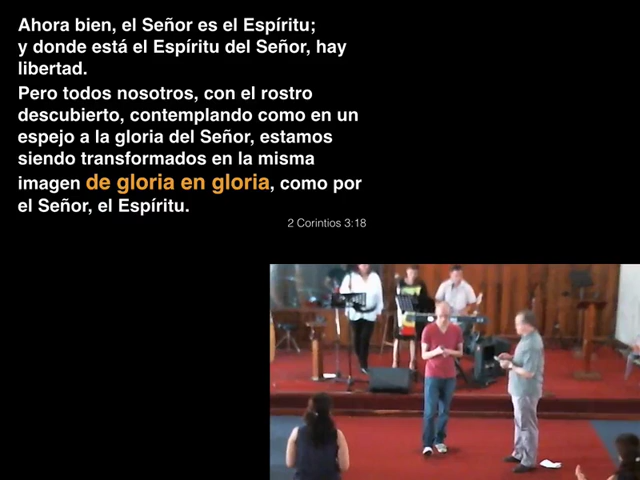 Ahora bien, el Señor es el Espíritu;
y donde está el Espíritu del Señor, hay
libertad.
Pero todos nosotros, con el rostro
descubierto, contemplando como en un
espejo a la gloria del Señor, estamos
siendo transformados en la misma
imagen de gloria en gloria, como por
el Señor, el Espíritu.
2 Corintios 3:18